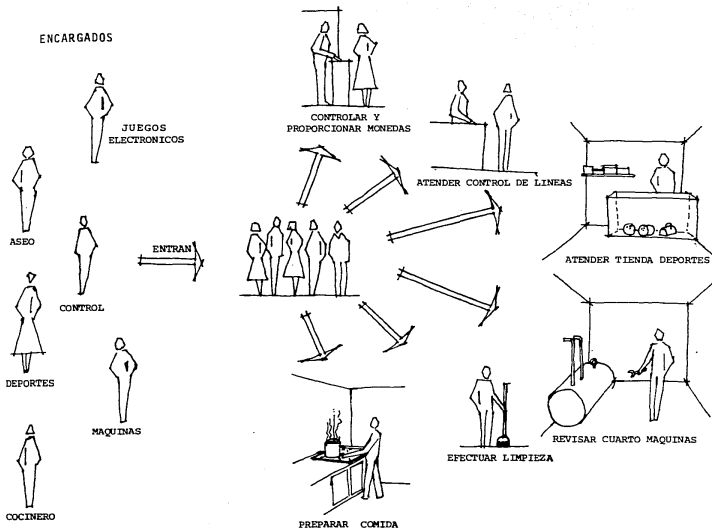 ENCARGADOS
JUEGOS
ELECTRONICOS
ASEO
CONTROL
DEPORTES
MAQUINAS
COCINERO
ENTRAN
CONTROLAR Y
PROPORCIONAR MONEDAS
ATENDER CONTROL DE LINEAS
ATENDER TIENDA DEPORTES
REVISAR CUARTO MAQUINAS
EFECTUAR LIMPIEZA
PREPARAR COMIDA